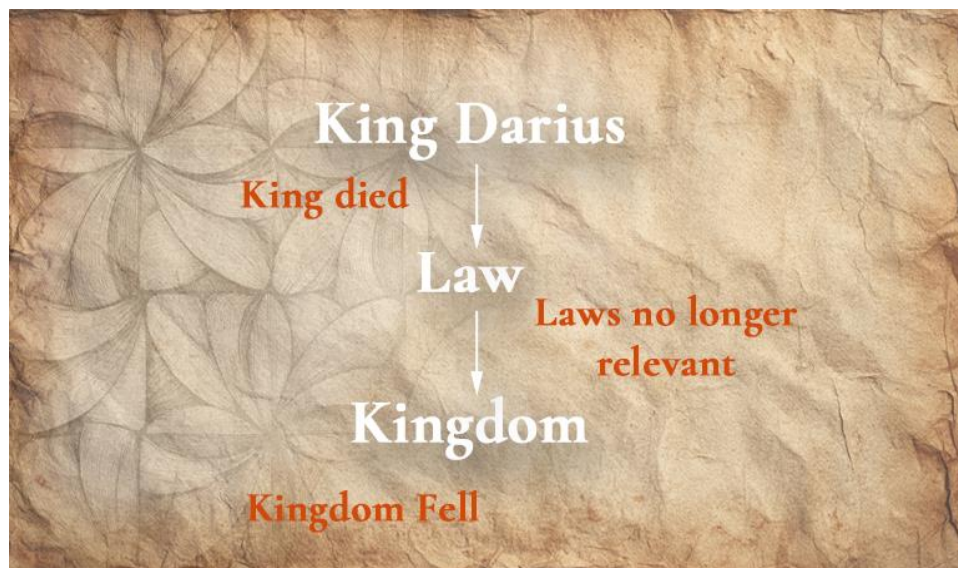 King Darius
King died
Law
Laws no longer
relevant
Kingdom
Kingdom Fell